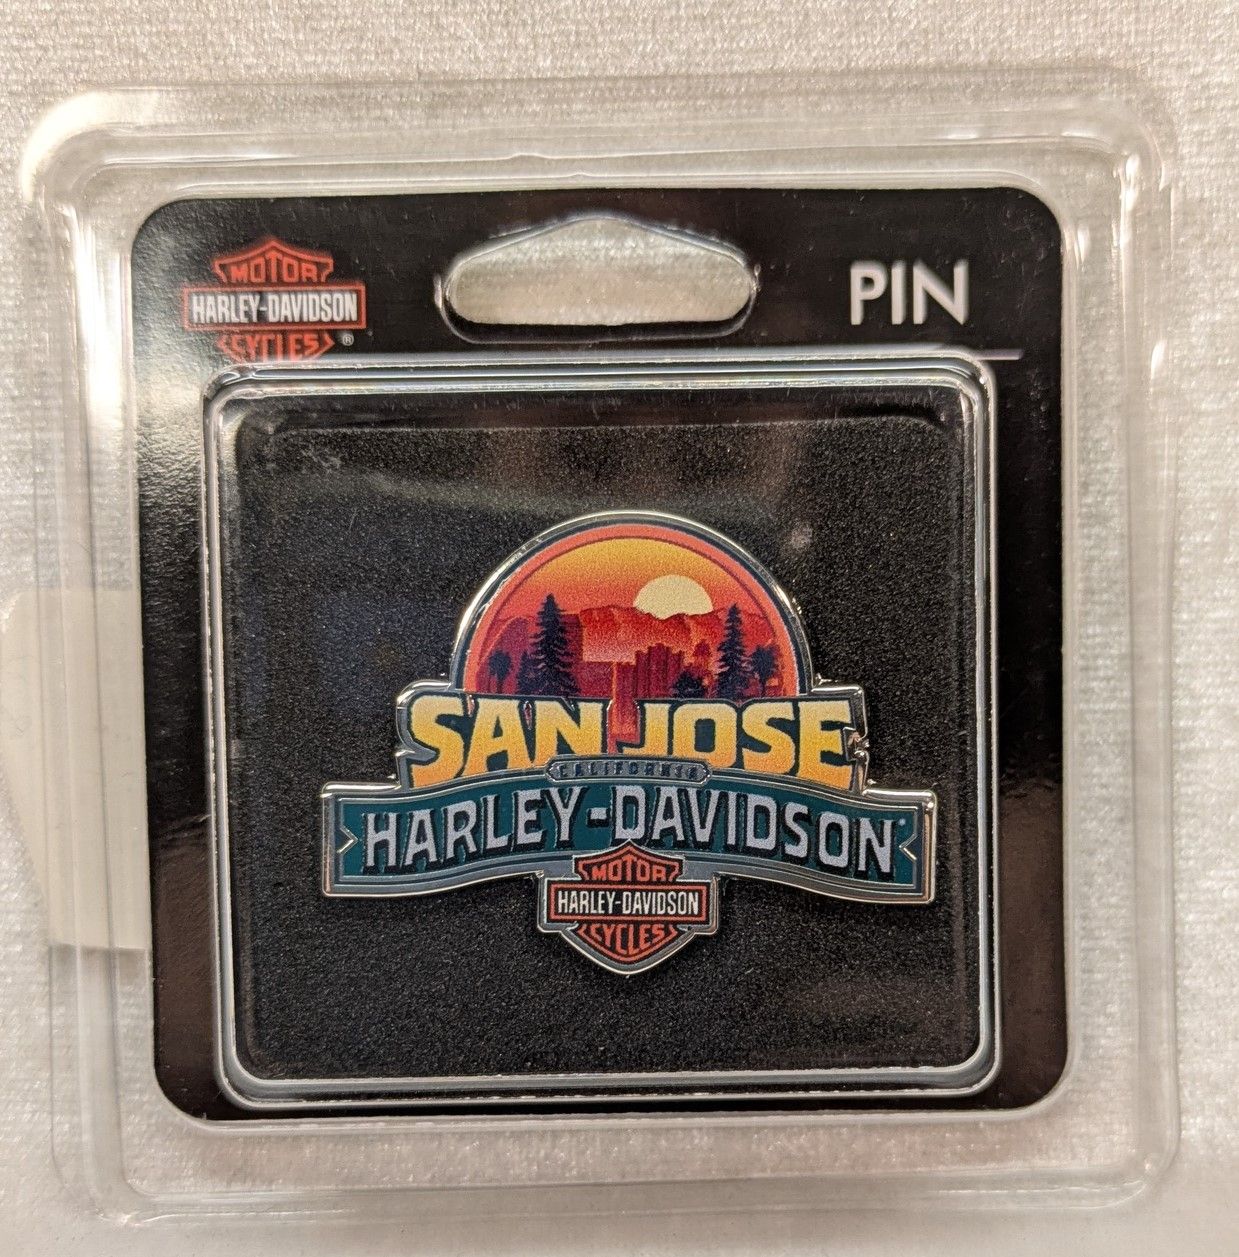 MOTOR
HARLEY-DAVIDSON
CYCLES ®
PIN
SAN JOSE
CALIFORNIA
HARLEY-DAVIDSON
MOTOR
HARLEY-DAVIDSON
CYCLES